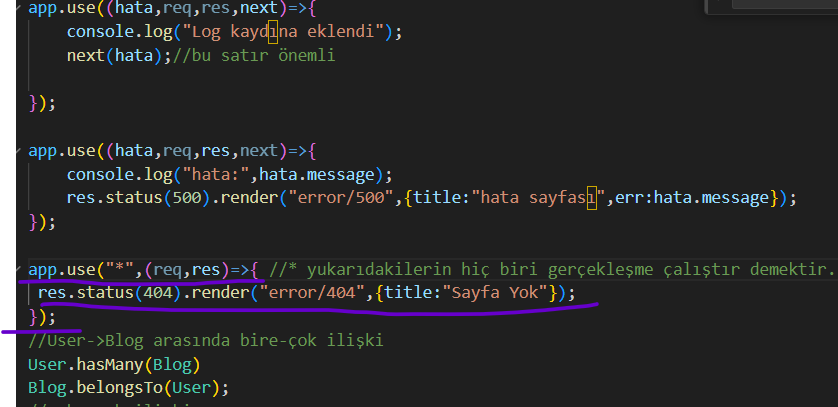 app.use((hata,req,res,next)=>{
console.log("Log kaydına eklendi");
next(hata);//bu satır önemli
});
app.use((hata,req,res,next)=>{
console.log("hata:",hata.message);
res.status(500).render("error/500",{title:"hata sayfası",err:hata.message});
});
app.use("*",(req,res)=>{ //* yukarıdakilerin hiç biri gerçekleşme çalıştır demektir.
res.status(404).render("error/404",{title:"Sayfa Yok"});
});
//User->Blog arasında bire-çok ilişki
User.hasMany(Blog)
Blog.belongsTo(User);